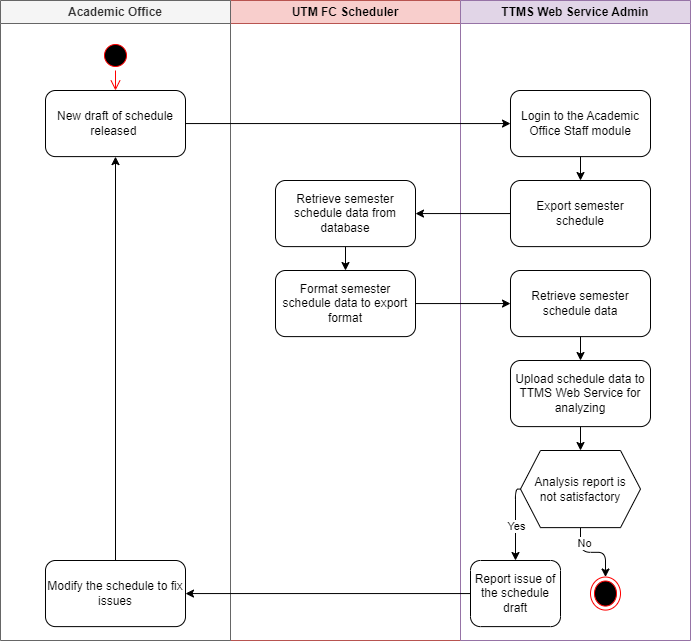 Academic Office
UTM FC Scheduler
TTMS Web Service Admin
New draft of schedule
released
Login to the Academic
Office Staff module
Retrieve semester
schedule data from
database
Export semester
schedule
Format semester
schedule data to export
format
Retrieve semester
schedule data
Upload schedule data to
TTMS Web Service for
analyzing
Analysis report is
not satisfactory
Yes
No
Modify the schedule to fix
issues
Report issue of
the schedule
draft